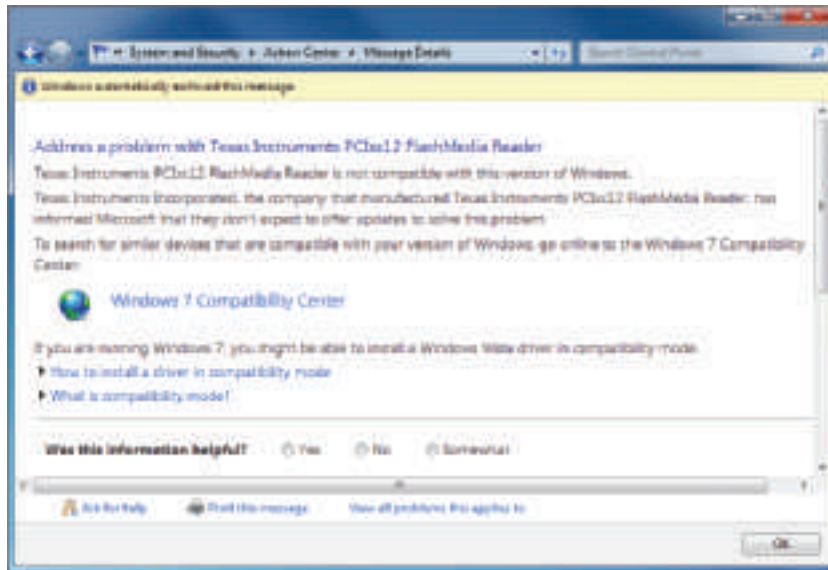 « System and Security ▸ Action Center ▸ Message Details
Search Control Panel
Windows automatically archived this message
Address a problem with Texas Instruments PCIxx12 FlashMedia Reader
Texas Instruments PCIxx12 FlashMedia Reader is not compatible with this version of Windows.
Texas Instruments Incorporated, the company that manufactured Texas Instruments PCIxx12 FlashMedia Reader, has
informed Microsoft that they don't expect to offer updates to solve this problem.
To search for similar devices that are compatible with your version of Windows, go online to the Windows 7 Compatibility
Center:
Windows 7 Compatibility Center
If you are running Windows 7, you might be able to install a Windows Vista driver in compatibility mode.
How to install a driver in compatibility mode
What is compatibility mode?
Was this information helpful? Yes No Somewhat
Ask for help Print this message View all problems this applies to
OK